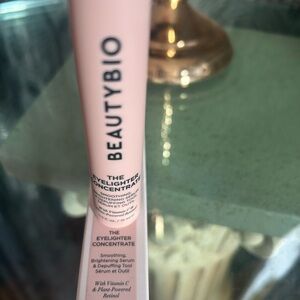 BEAUTYBIO
THE
EYELIGHTER
CONCENTRATE
THE
EYELIGHTER
CONCENTRATE
Smoothing,
Brightening Serum
& Depuffing Tool
Sérum et Outil
With Vitamin C
& Plant-Powered
Retinol